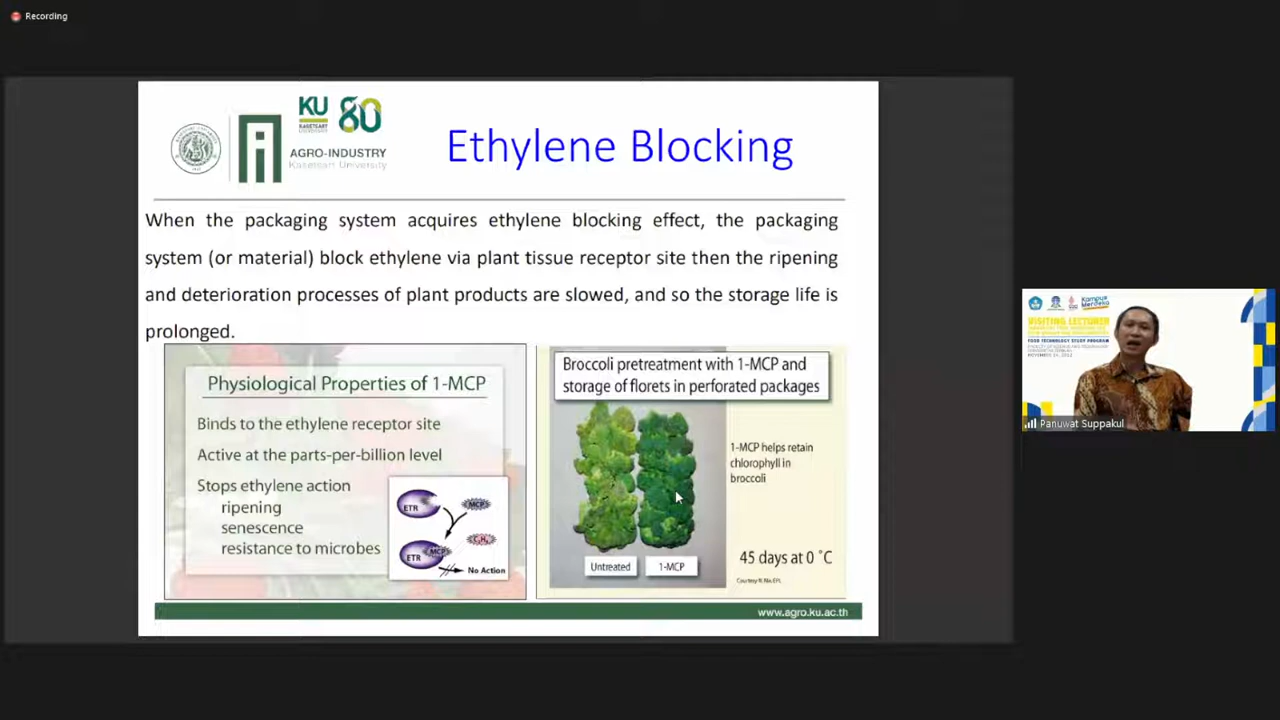 Recording
KU
80
KASETSART
UNIVERSITY
AGRO-INDUSTRY
Kasetsart University
Ethylene Blocking
When the packaging system acquires ethylene blocking effect, the packaging
system (or material) block ethylene via plant tissue receptor site then the ripening
and deterioration processes of plant products are slowed, and so the storage life is
prolonged.
Physiological Properties of 1-MCP
Binds to the ethylene receptor site
Active at the parts-per-billion level
Stops ethylene action
ripening
senescence
resistance to microbes
ETR
MCP
ETR
MCP
C₂H₄
No Action
Broccoli pretreatment with 1-MCP and
storage of florets in perforated packages
1-MCP helps retain
chlorophyll in
broccoli
Untreated
1-MCP
45 days at 0 ˚C
www.agro.ku.ac.th
Kampus
Merdeka
VISITING LECTURER
FOOD TECHNOLOGY STUDY PROGRAM
Panuwat Suppakul